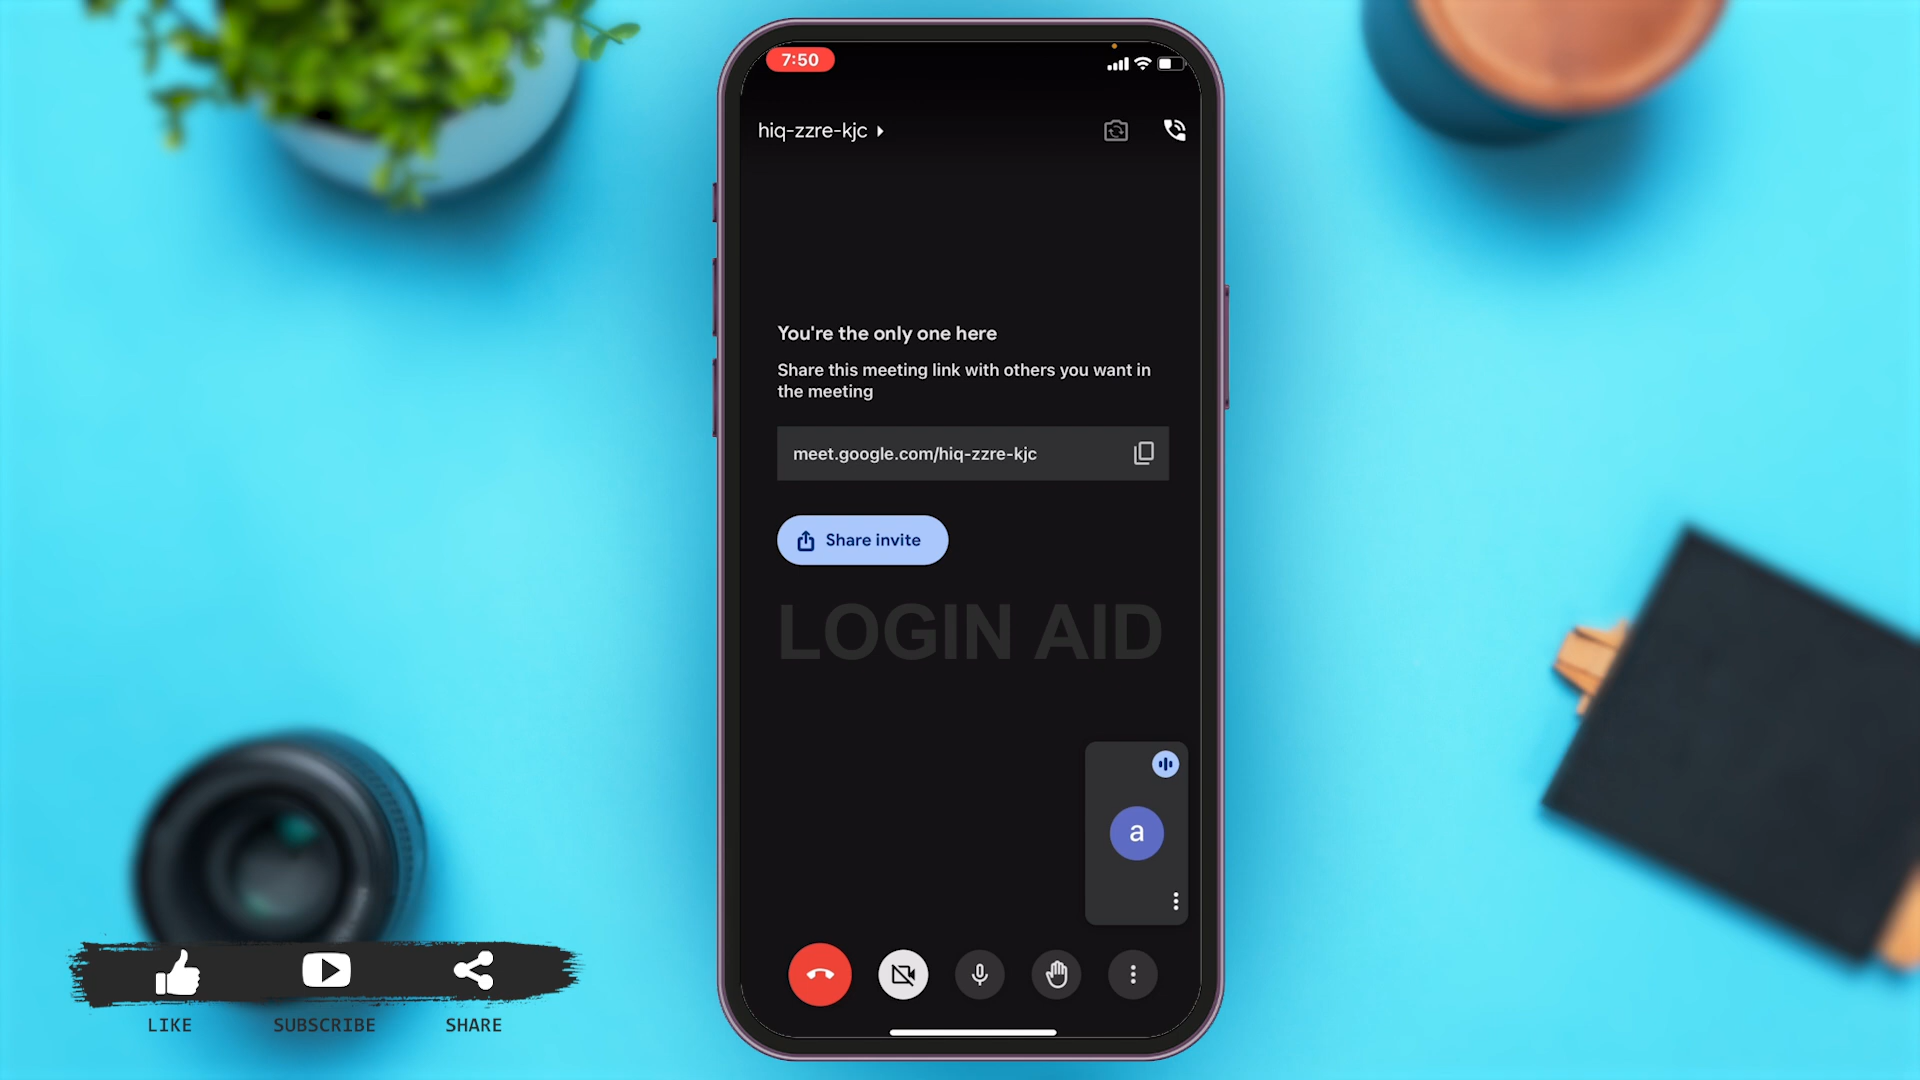 7:50
hiq-zzre-kjc
You're the only one here
Share this meeting link with others you want in
the meeting
meet.google.com/hiq-zzre-kjc
Share invite
LOGIN AID
a
LIKE SUBSCRIBE SHARE